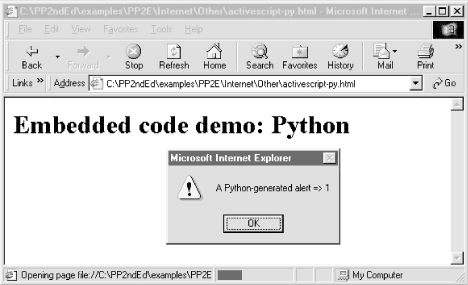 C:\PP2ndEd\examples\PP2E\Internet\Other\activescript-py.html - Microsoft Internet Explorer
File Edit View Favorites Tools Help
Back Forward Stop Refresh Home Search Favorites History Mail Print
Links » Address C:\PP2ndEd\examples\PP2E\Internet\Other\activescript-py.html Go
Embedded code demo: Python
Microsoft Internet Explorer
A Python-generated alert => 1
OK
Opening page file://C:\PP2ndEd\examples\PP2E My Computer